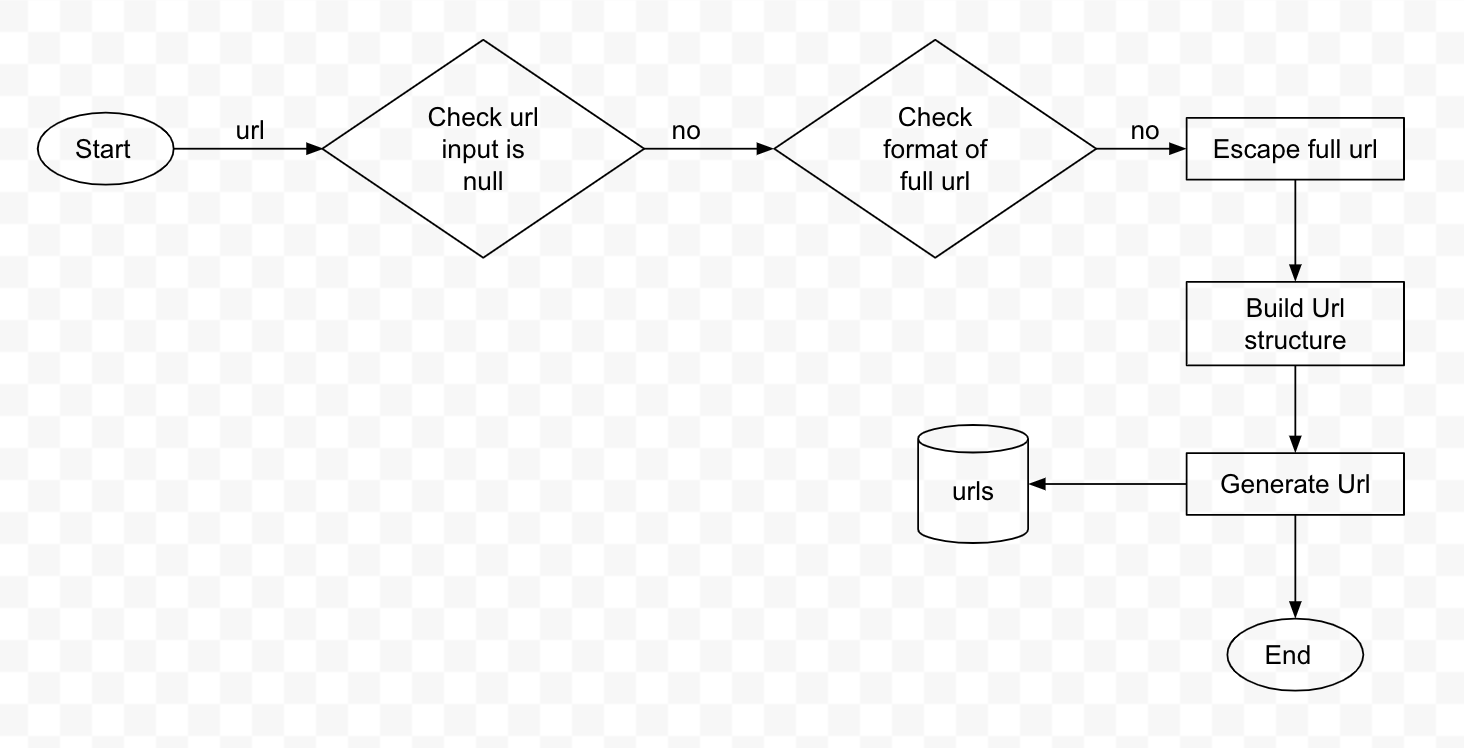 Start
url
Check url
input is
null
no
Check
format of
full url
no
Escape full url
Build Url
structure
urls
Generate Url
End